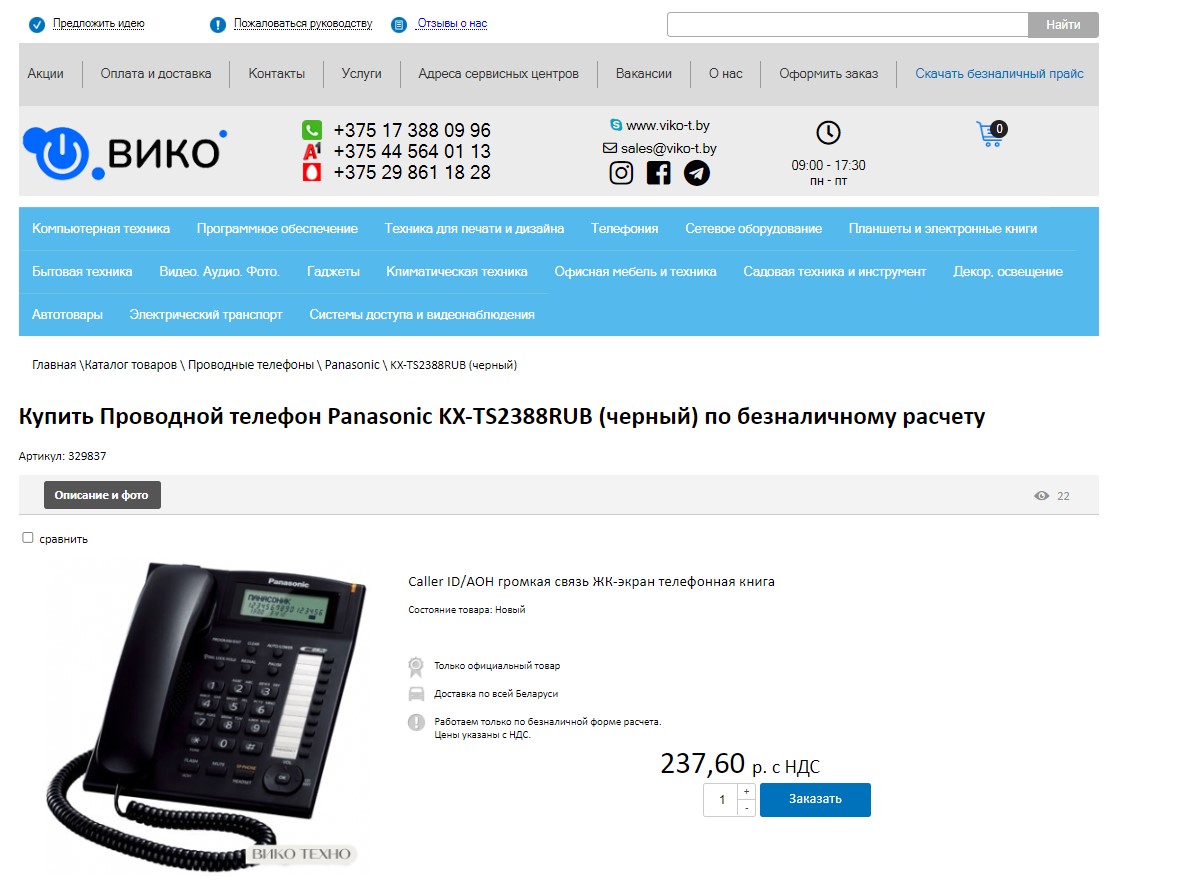 Предложить идею
Пожаловаться руководству
Отзывы о нас
Найти
Акции
Оплата и доставка
Контакты
Услуги
Адреса сервисных центров
Вакансии
О нас
Оформить заказ
Скачать безналичный прайс
ВИКО
+375 17 388 09 96
A1
+375 44 564 01 13
+375 29 861 18 28
www.viko-t.by
sales@viko-t.by
09:00 - 17:30
пн - пт
0
Компьютерная техника
Программное обеспечение
Техника для печати и дизайна
Телефония
Сетевое оборудование
Планшеты и электронные книги
Бытовая техника
Видео. Аудио. Фото.
Гаджеты
Климатическая техника
Офисная мебель и техника
Садовая техника и инструмент
Декор, освещение
Автотовары
Электрический транспорт
Системы доступа и видеонаблюдения
Главная \Каталог товаров \ Проводные телефоны \ Panasonic \ KX-TS2388RUB (черный)
Купить Проводной телефон Panasonic KX-TS2388RUB (черный) по безналичному расчету
Артикул: 329837
Описание и фото
22
сравнить
Panasonic
ПАНАСОНИК
Caller ID/АОН громкая связь ЖК-экран телефонная книга
Состояние товара: Новый
Только официальный товар
Доставка по всей Беларуси
Работаем только по безналичной форме расчета.
Цены указаны с НДС.
237,60 р. с НДС
1
+
-
Заказать
ВИКО ТЕХНО